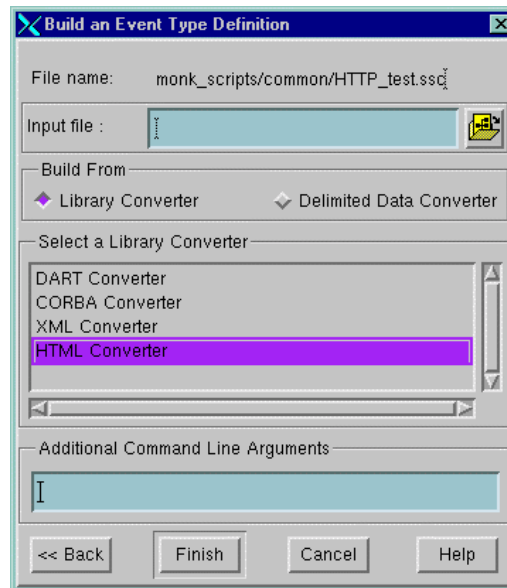 Build an Event Type Definition
File name: monk_scripts/common/HTTP_test.ssc
Input file :
Build From
Library Converter Delimited Data Converter
Select a Library Converter
DART Converter
CORBA Converter
XML Converter
HTML Converter
Additional Command Line Arguments
<< Back Finish Cancel Help